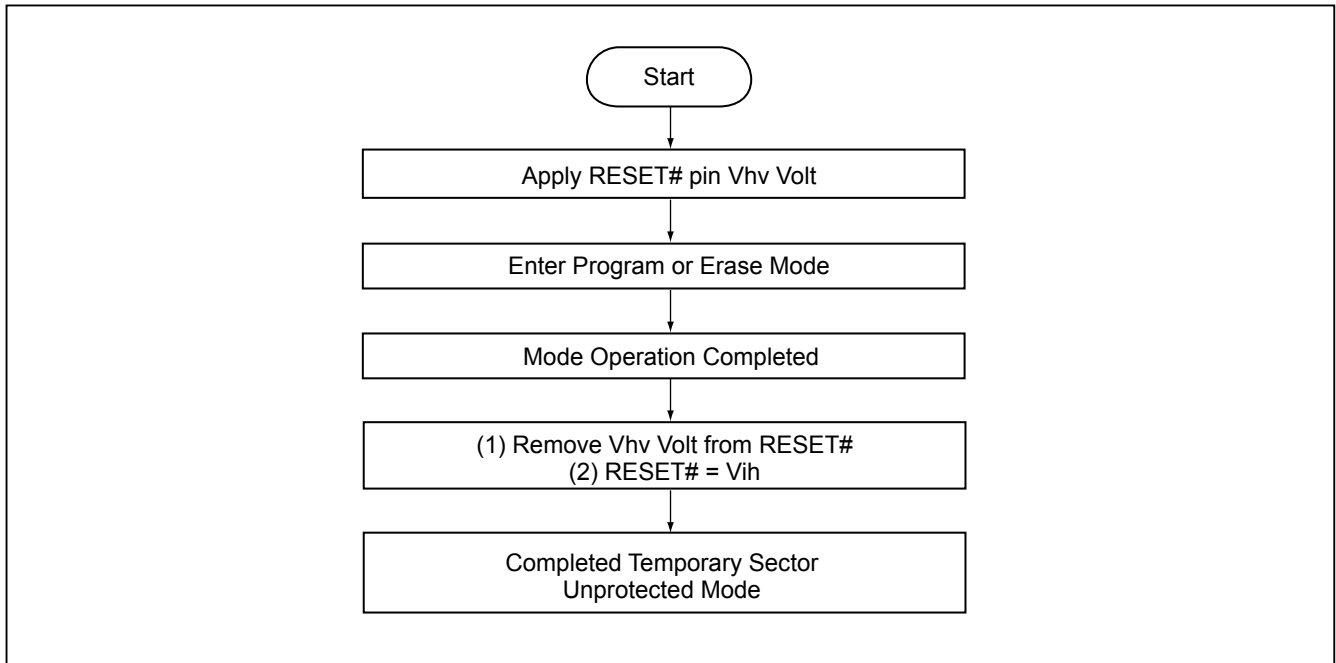 Start
Apply RESET# pin Vhv Volt
Enter Program or Erase Mode
Mode Operation Completed
(1) Remove Vhv Volt from RESET#
(2) RESET# = Vih
Completed Temporary Sector
Unprotected Mode